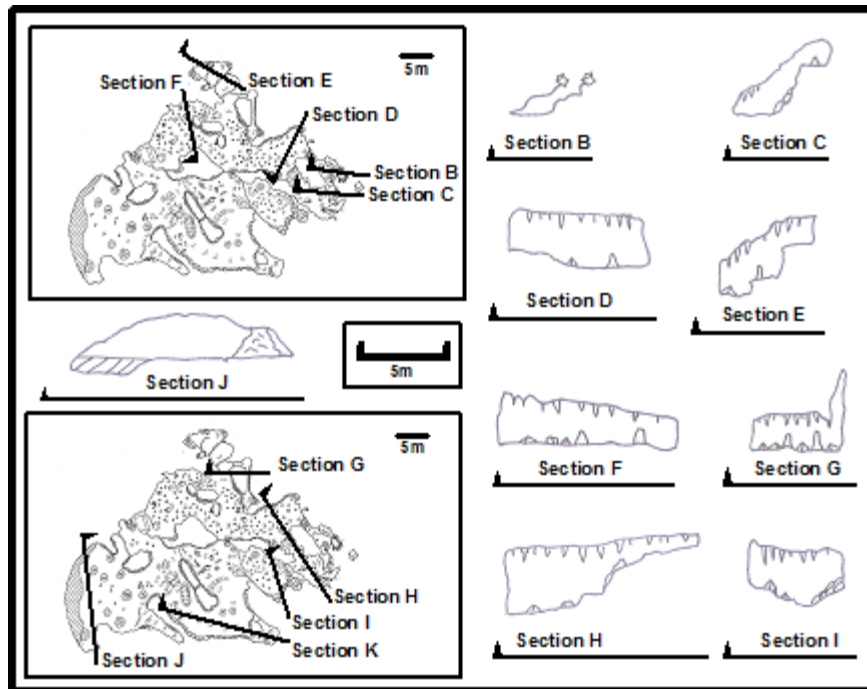 5m
Section E
Section F
Section D
Section B
Section C
Section B
Section C
Section D
Section E
Section J
5m
Section F
Section G
5m
Section G
Section H
Section I
Section K
Section J
Section H
Section I